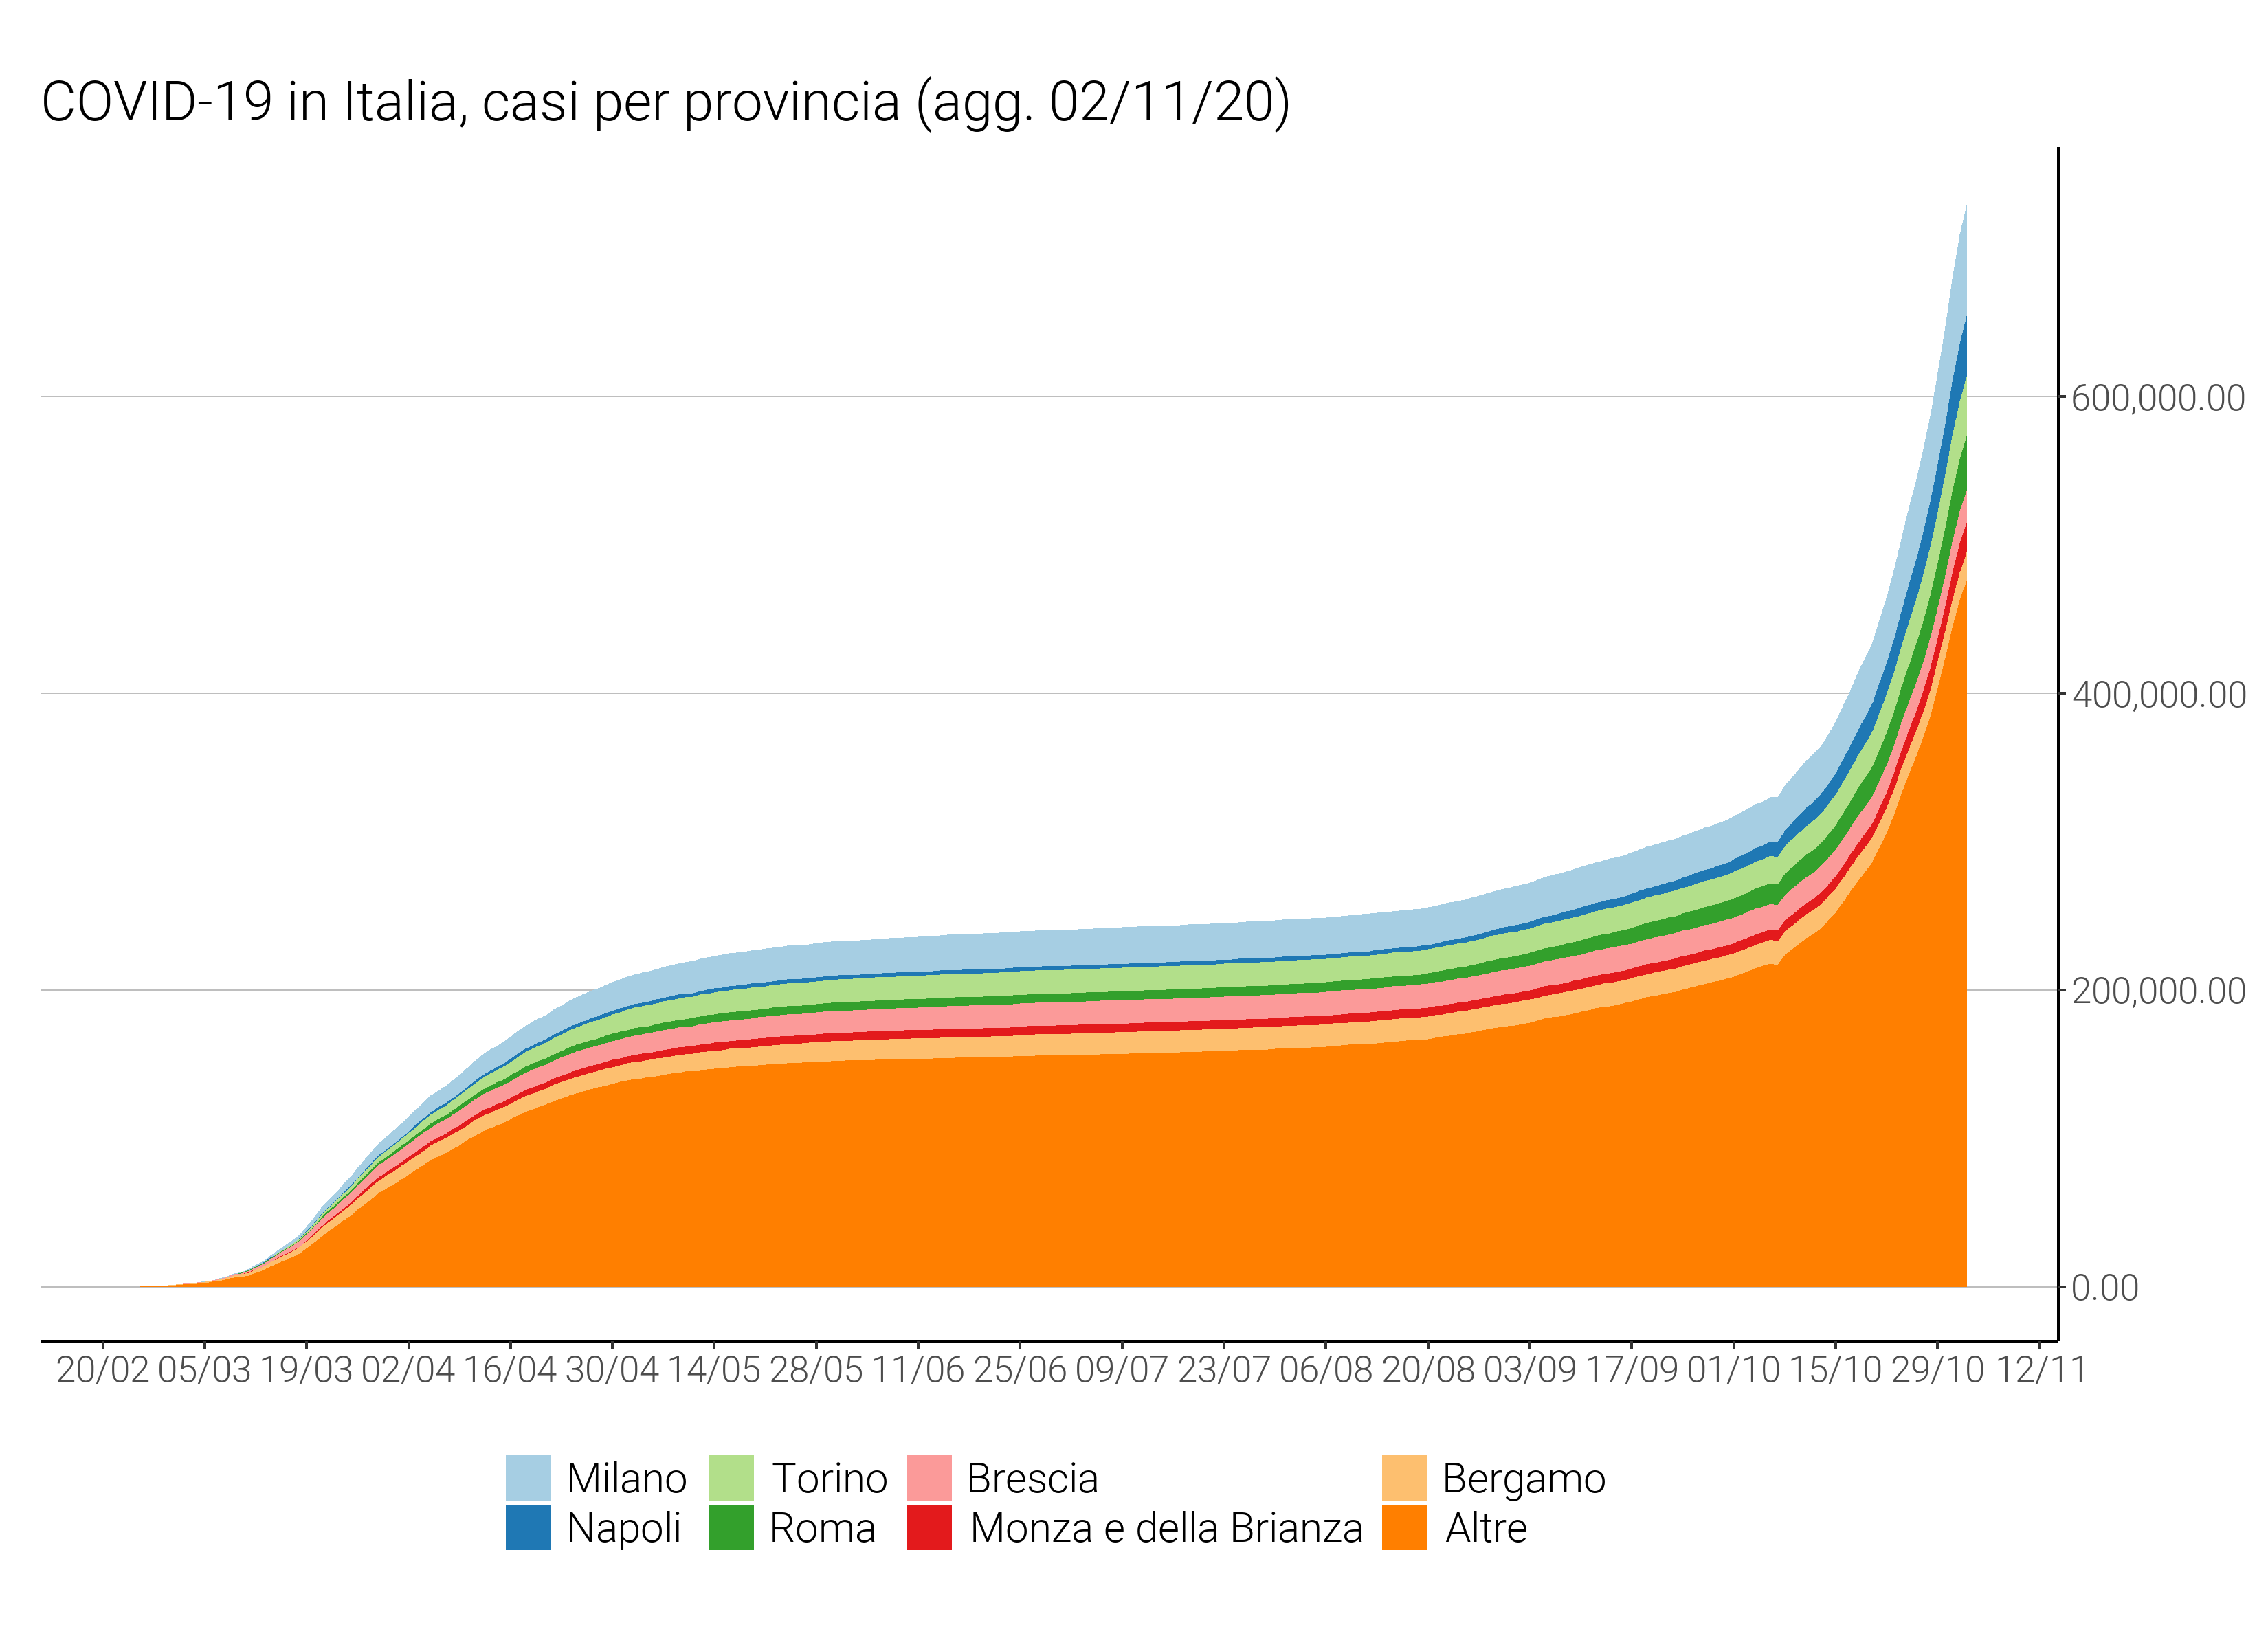 COVID-19 in Italia, casi per provincia (agg. 02/11/20)
600,000.00
400,000.00
200,000.00
0.00
20/02 05/03 19/03 02/04 16/04 30/04 14/05 28/05 11/06 25/06 09/07 23/07 06/08 20/08 03/09 17/09 01/10 15/10 29/10 12/11
Milano Torino Brescia Bergamo
Napoli Roma Monza e della Brianza Altre